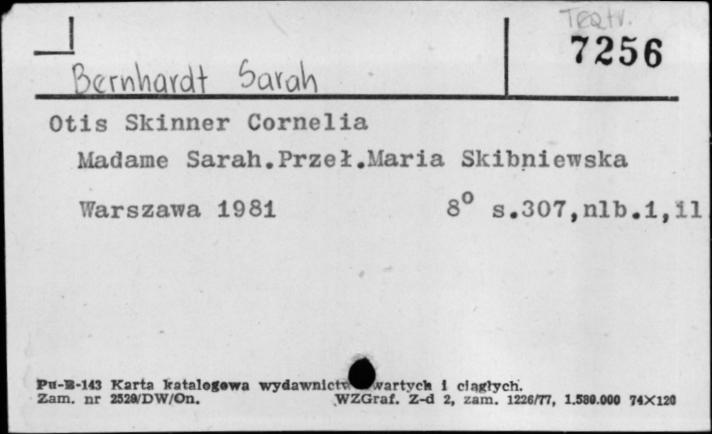 Teatr.
7256
Bernhardt Sarah
Otis Skinner Cornelia
Madame Sarah.Przeł.Maria Skibniewska
Warszawa 1981 8° s.307,nlb.1,il
Pu-B-143 Karta katalogowa wydawnictw zwartych i ciągłych.
Zam. nr 2529/DW/On. WZGraf. Z-d 2, zam. 1226/77, 1.580.000 74×120